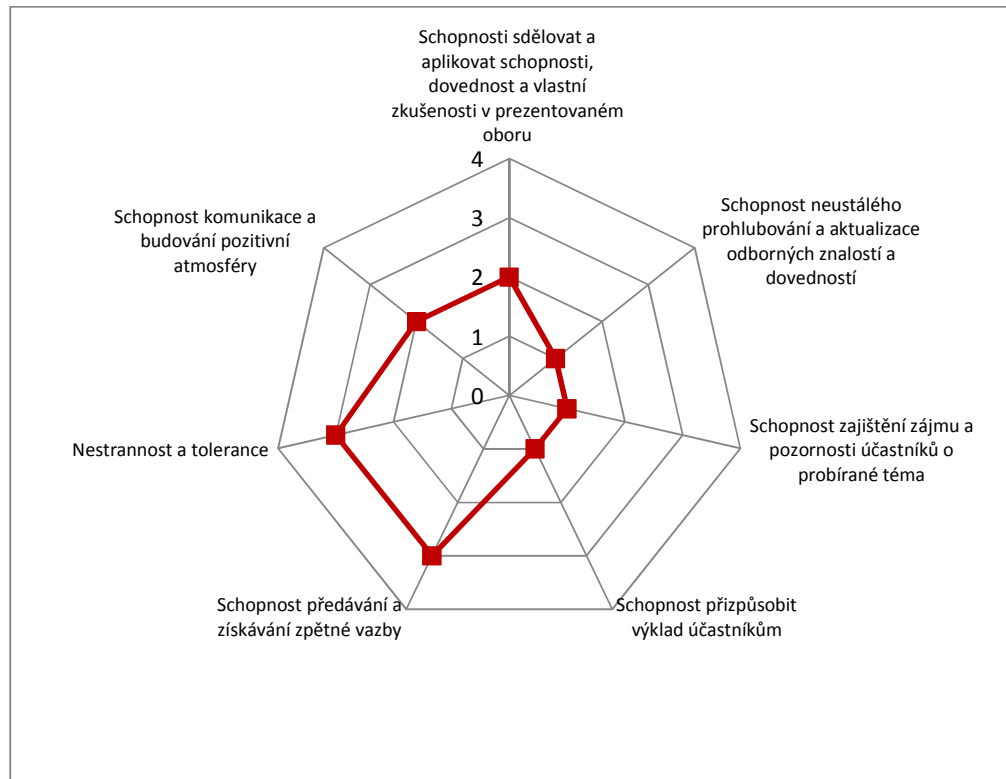 Schopnosti sdělovat a
aplikovat schopnosti,
dovednost a vlastní
zkušenosti v prezentovaném
oboru
4
3
2
1
0
Schopnost neustálého
prohlubování a aktualizace
odborných znalostí a
dovedností
Schopnost zajištění zájmu a
pozornosti účastníků o
probírané téma
Schopnost přizpůsobit
výklad účastníkům
Schopnost předávání a
získávání zpětné vazby
Nestrannost a tolerance
Schopnost komunikace a
budování pozitivní
atmosféry